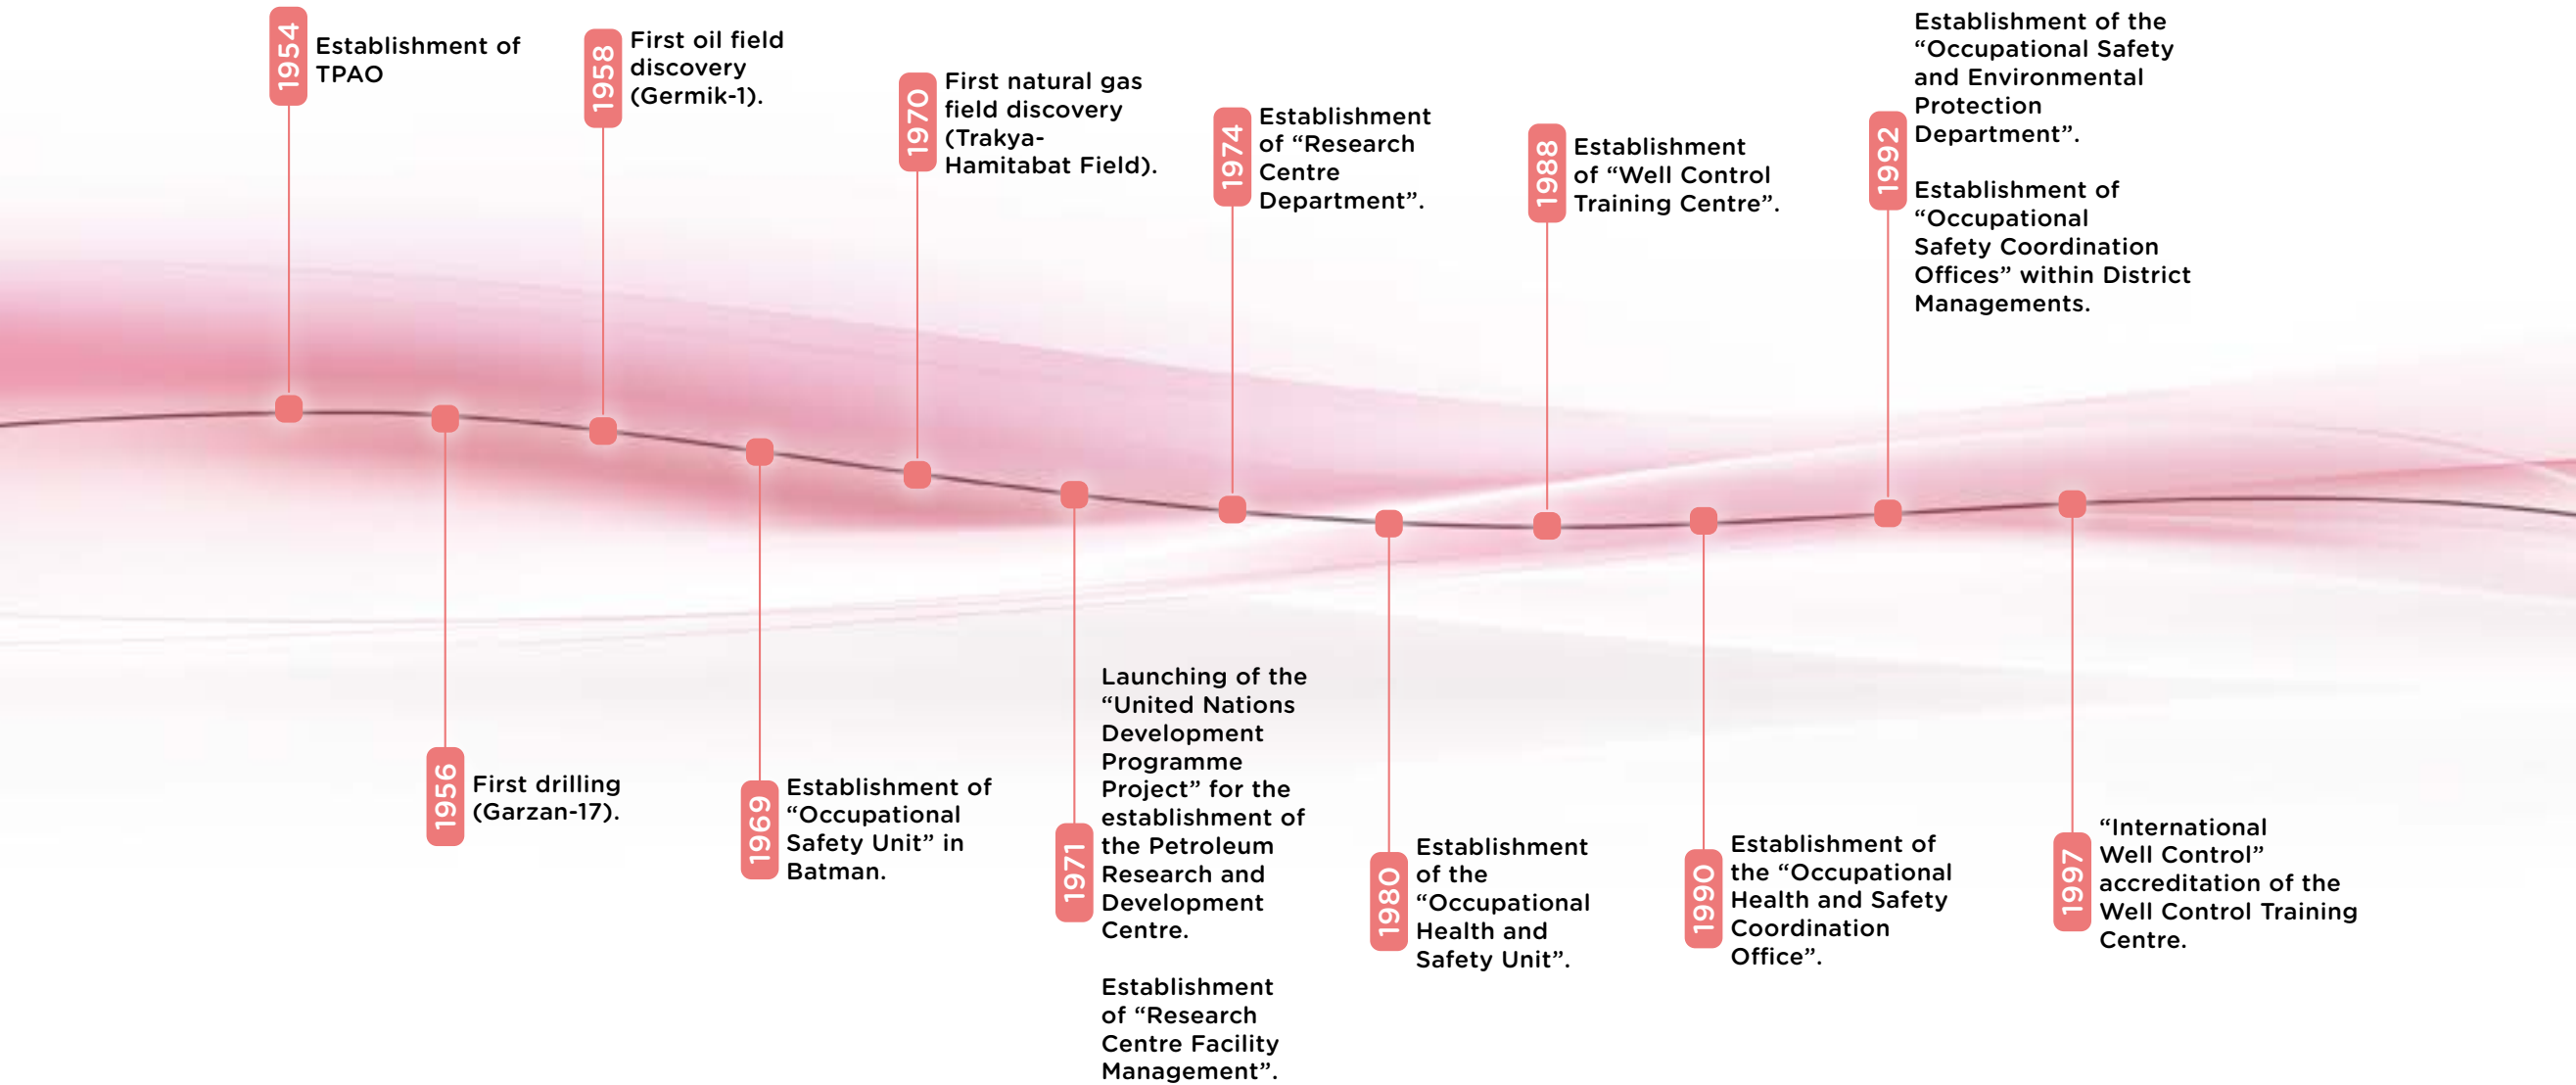 1954
Establishment of
TPAO
1956
First drilling
(Garzan-17).
1958
First oil field
discovery
(Germik-1).
1969
Establishment of
“Occupational
Safety Unit” in
Batman.
1970
First natural gas
field discovery
(Trakya-
Hamitabat Field).
1971
Launching of the
“United Nations
Development
Programme
Project” for the
establishment of
the Petroleum
Research and
Development
Centre.
Establishment
of “Research
Centre Facility
Management”.
1974
Establishment
of “Research
Centre
Department”.
1980
Establishment
of the
“Occupational
Health and
Safety Unit”.
1988
Establishment
of “Well Control
Training Centre”.
1990
Establishment of
the “Occupational
Health and Safety
Coordination
Office”.
1992
Establishment of the
“Occupational Safety
and Environmental
Protection
Department”.
Establishment of
“Occupational
Safety Coordination
Offices” within District
Managements.
1997
“International
Well Control”
accreditation of the
Well Control Training
Centre.